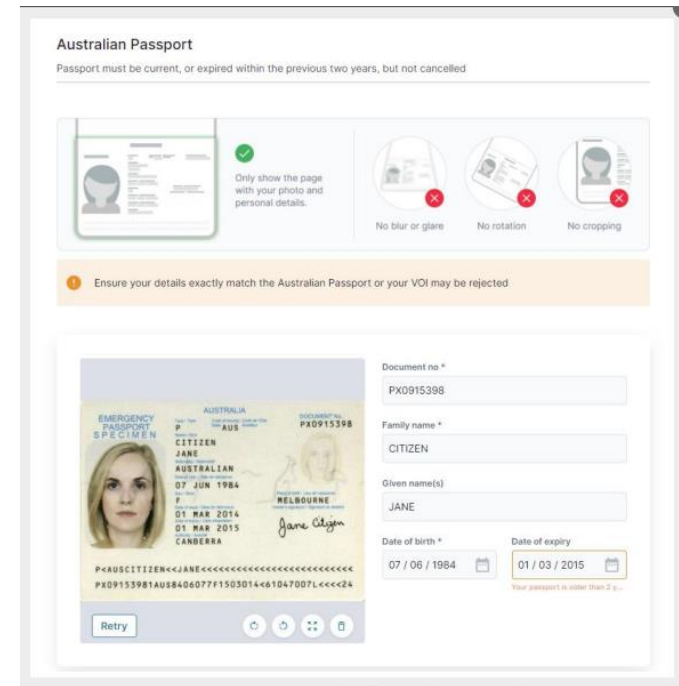 Australian Passport
Passport must be current, or expired within the previous two years, but not cancelled
Only show the page
with your photo and
personal details.
No blur or glare
No rotation
No cropping
Ensure your details exactly match the Australian Passport or your VOI may be rejected
EMERGENCY
PASSPORT
SPECIMEN
AUSTRALIA
P
AUS
PX0915398
CITIZEN
JANE
AUSTRALIAN
07 JUN 1984
F
MELBOURNE
01 MAR 2014
01 MAR 2015
CANBERRA
Jane Citizen
P<AUSCITIZEN<<JANE<<<<<<<<<<<<<<<<<<<<<<<<<<
PX09153981AUS8406077F1503014<61047007L<<<<24
Retry
Document no *
PX0915398
Family name *
CITIZEN
Given name(s)
JANE
Date of birth *
07 / 06 / 1984
Date of expiry
01 / 03 / 2015
Your passport is older than 2 y...